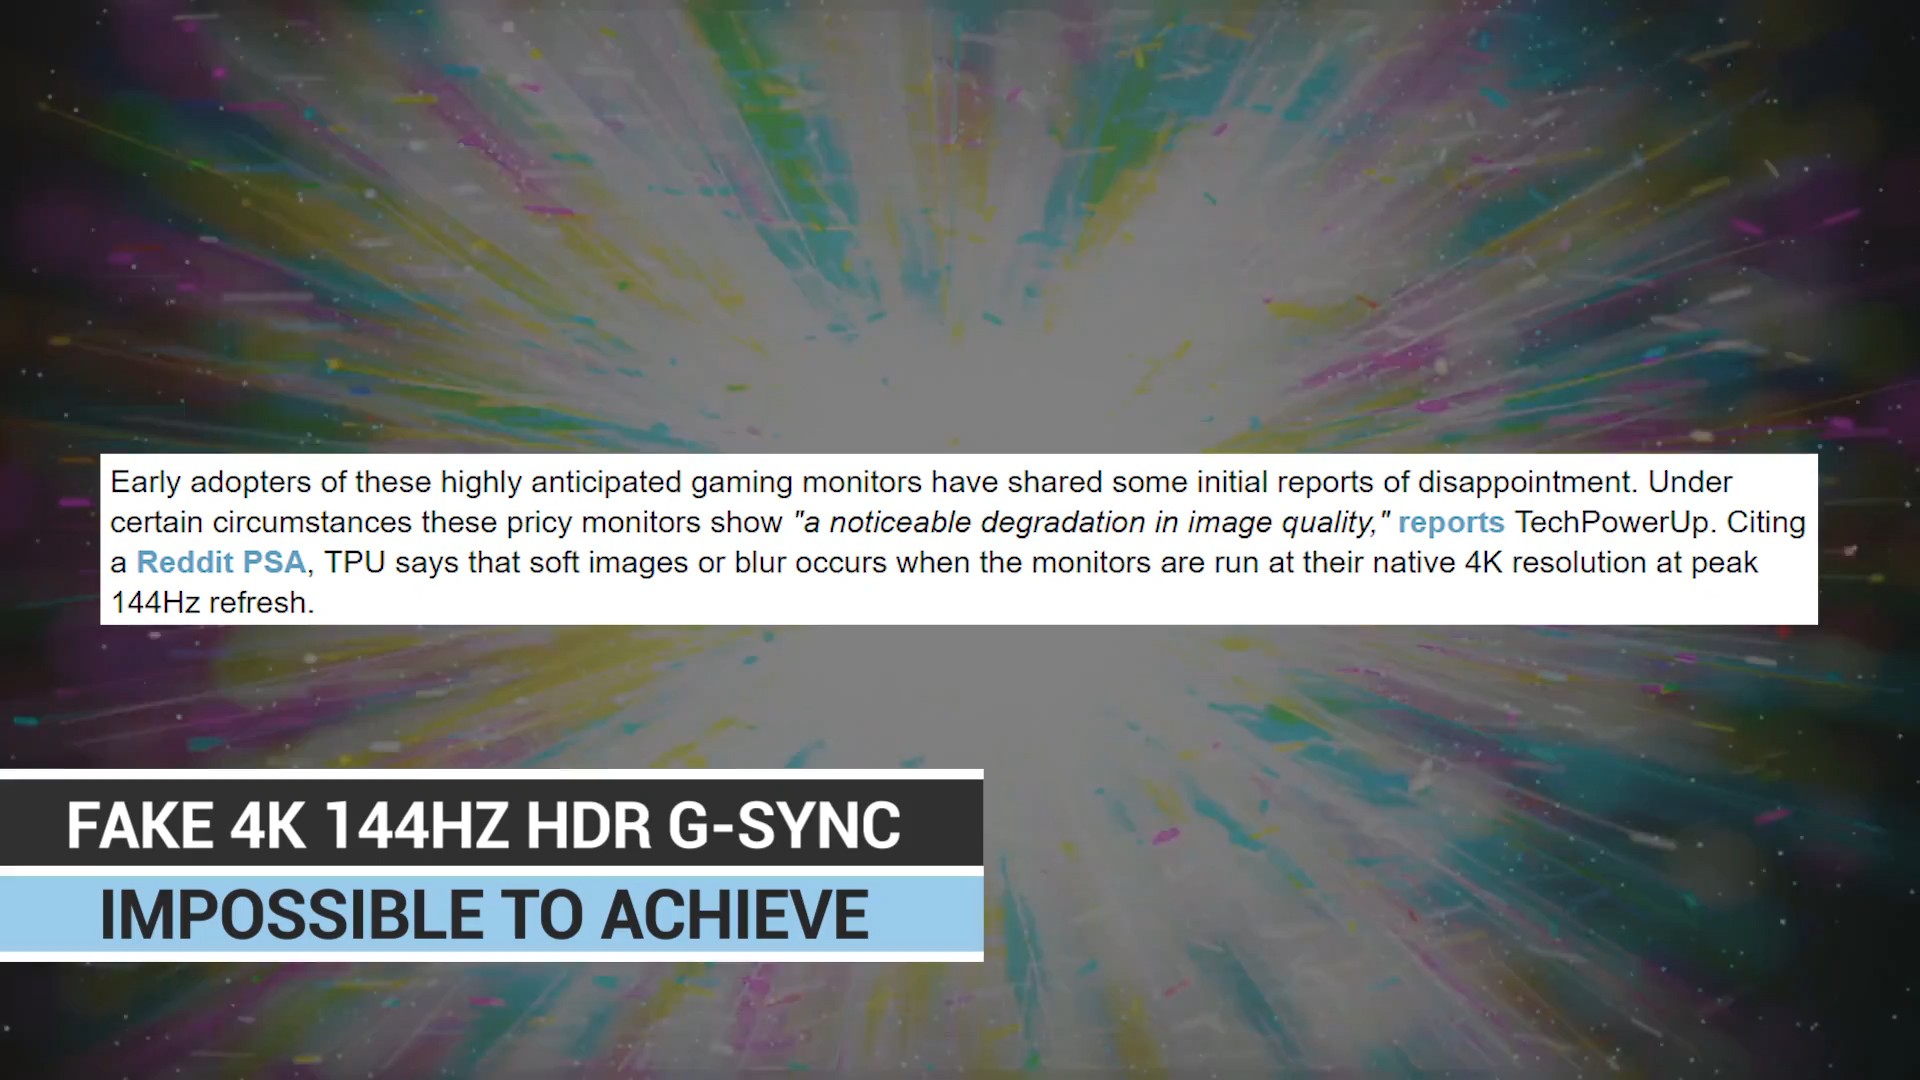 Early adopters of these highly anticipated gaming monitors have shared some initial reports of disappointment. Under
certain circumstances these pricy monitors show "a noticeable degradation in image quality," reports TechPowerUp. Citing
a Reddit PSA, TPU says that soft images or blur occurs when the monitors are run at their native 4K resolution at peak
144Hz refresh.
FAKE 4K 144HZ HDR G-SYNC
IMPOSSIBLE TO ACHIEVE